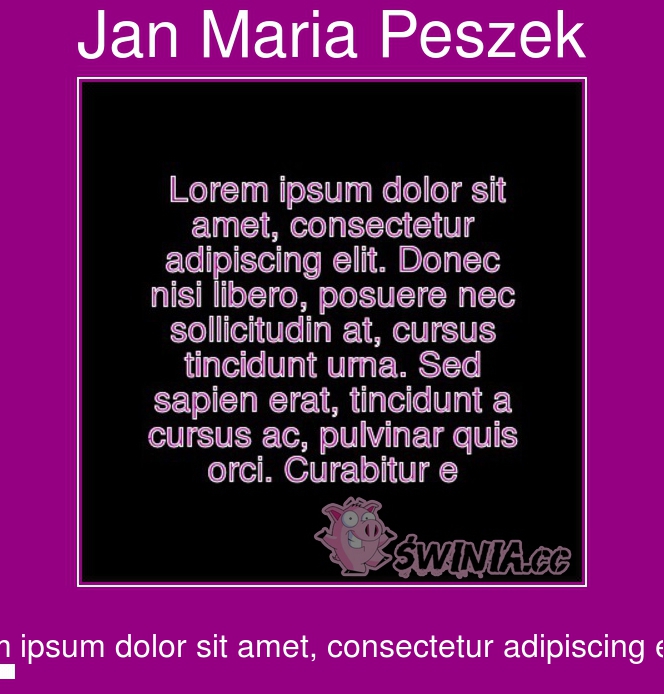 Jan Maria Peszek
Lorem ipsum dolor sit
amet, consectetur
adipiscing elit. Donec
nisi libero, posuere nec
sollicitudin at, cursus
tincidunt urna. Sed
sapien erat, tincidunt a
cursus ac, pulvinar quis
orci. Curabitur e
ŚWINIA.cc
ipsum dolor sit amet, consectetur adipiscing